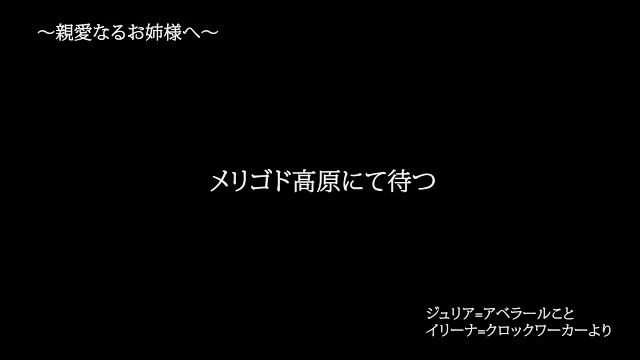 ～親愛なるお姉様へ～
メリゴド高原にて待つ
ジュリア=アベラールこと
イリーナ=クロックワーカーより